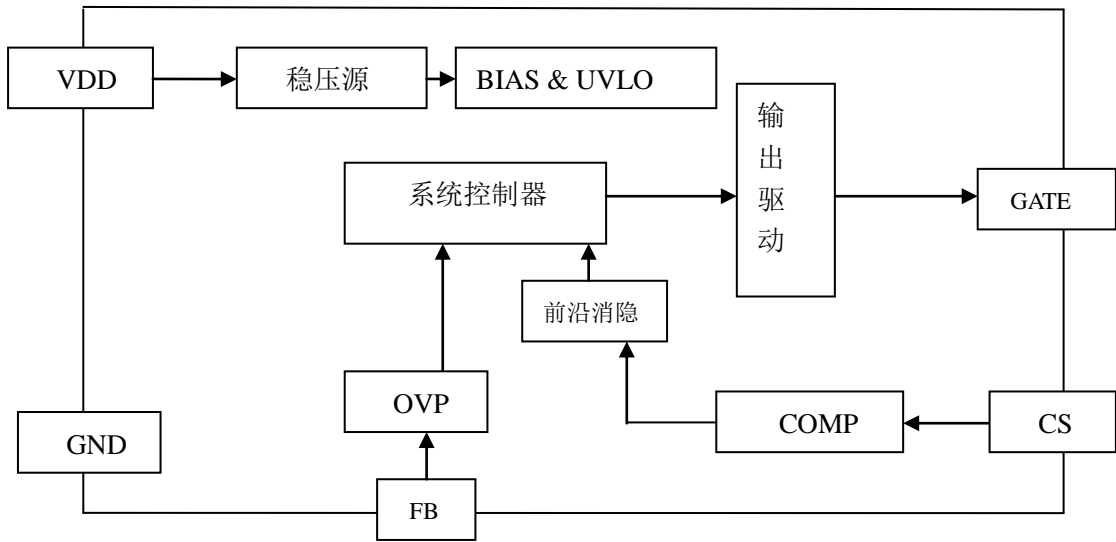 VDD
稳压源
BIAS & UVLO
输
出
驱
动
系统控制器
GATE
前沿消隐
OVP
COMP
CS
GND
FB